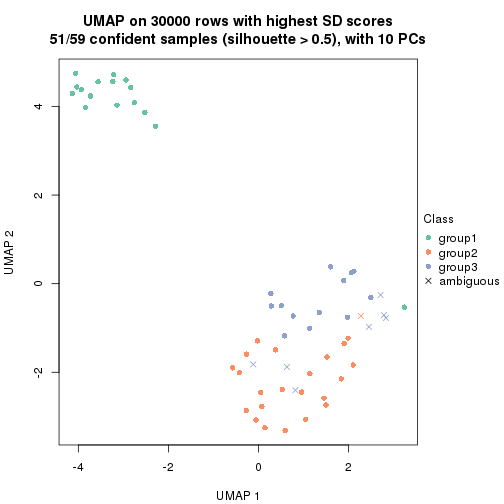 UMAP on 30000 rows with highest SD scores
51/59 confident samples (silhouette > 0.5), with 10 PCs
4
2
0
-2
UMAP 2
-4
-2
0
2
UMAP 1
Class
group1
group2
group3
ambiguous